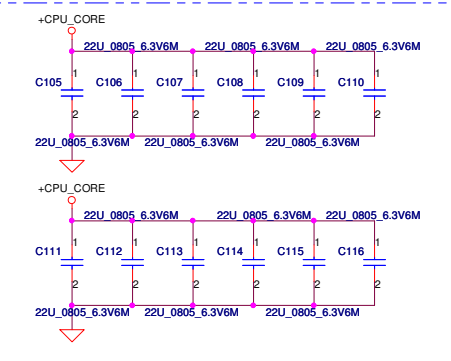 +CPU_CORE
22U_0805_6.3V6M 22U_0805_6.3V6M 22U_0805_6.3V6M
1 1 1 1 1 1
C105 C106 C107 C108 C109 C110
2 2 2 2 2 2
22U_0805_6.3V6M 22U_0805_6.3V6M 22U_0805_6.3V6M
+CPU_CORE
22U_0805_6.3V6M 22U_0805_6.3V6M 22U_0805_6.3V6M
1 1 1 1 1 1
C111 C112 C113 C114 C115 C116
2 2 2 2 2 2
22U_0805_6.3V6M 22U_0805_6.3V6M 22U_0805_6.3V6M